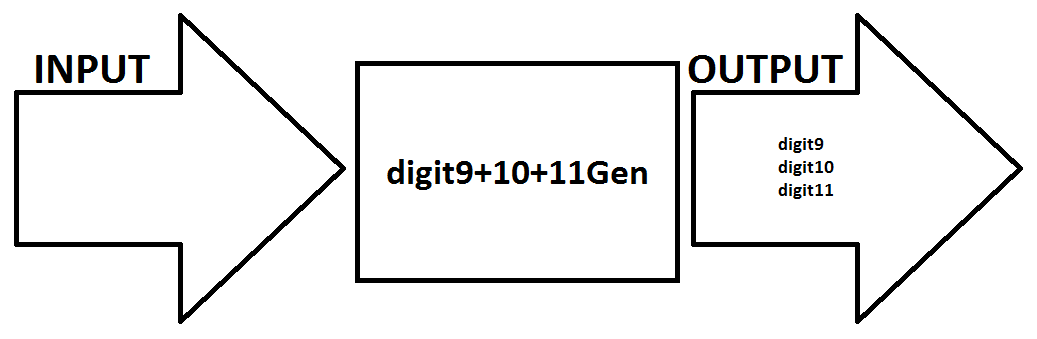 INPUT
digit9+10+11Gen
OUTPUT
digit9
digit10
digit11